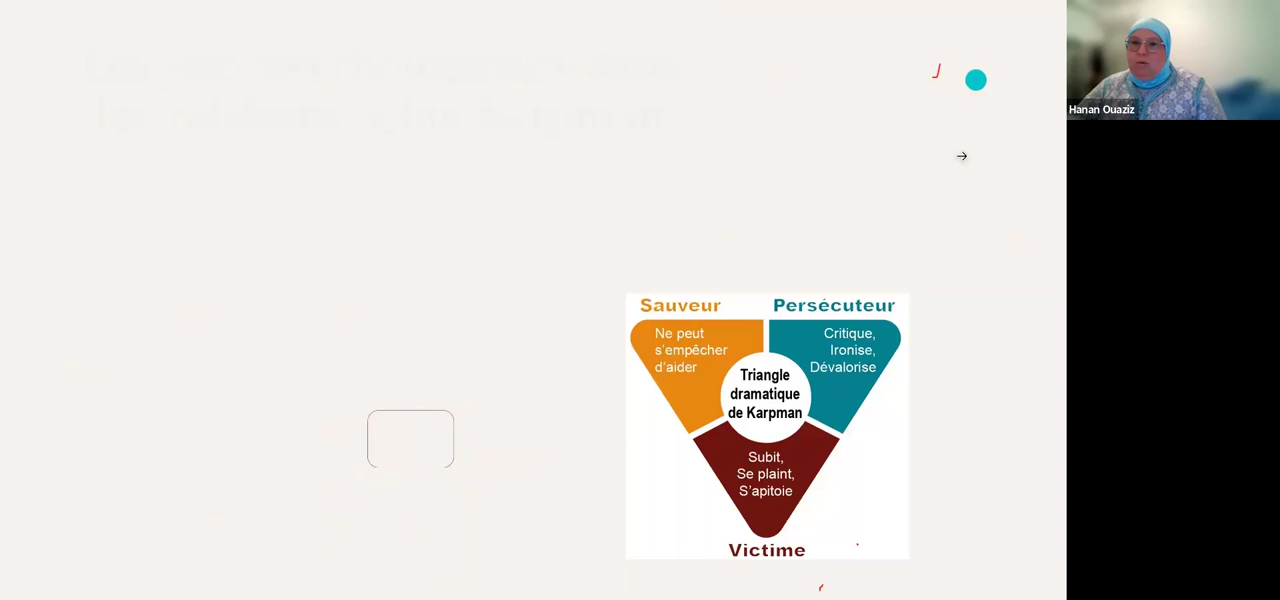 Hanan Ouaziz
Sauveur
Persécuteur
Ne peut
s'empêcher
d'aider
Critique,
Ironise,
Dévalorise
Triangle
dramatique
de Karpman
Subit,
Se plaint,
S'apitoie
Victime